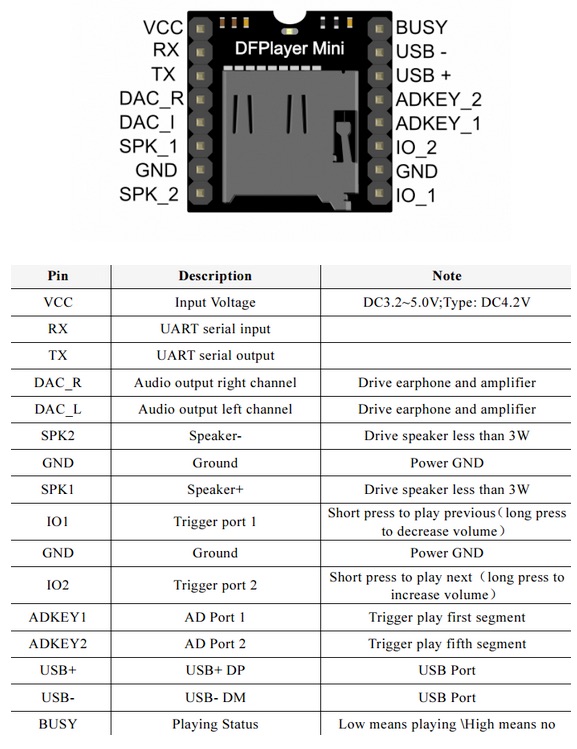 VCC
RX
TX
DAC_R
DAC_I
SPK_1
GND
SPK_2
DFPlayer Mini
BUSY
USB -
USB +
ADKEY_2
ADKEY_1
IO_2
GND
IO_1
Pin Description Note
VCC Input Voltage DC3.2~5.0V;Type: DC4.2V
RX UART serial input
TX UART serial output
DAC_R Audio output right channel Drive earphone and amplifier
DAC_L Audio output left channel Drive earphone and amplifier
SPK2 Speaker- Drive speaker less than 3W
GND Ground Power GND
SPK1 Speaker+ Drive speaker less than 3W
IO1 Trigger port 1 Short press to play previous（long press
to decrease volume）
GND Ground Power GND
IO2 Trigger port 2 Short press to play next（long press to
increase volume）
ADKEY1 AD Port 1 Trigger play first segment
ADKEY2 AD Port 2 Trigger play fifth segment
USB+ USB+ DP USB Port
USB- USB- DM USB Port
BUSY Playing Status Low means playing \High means no